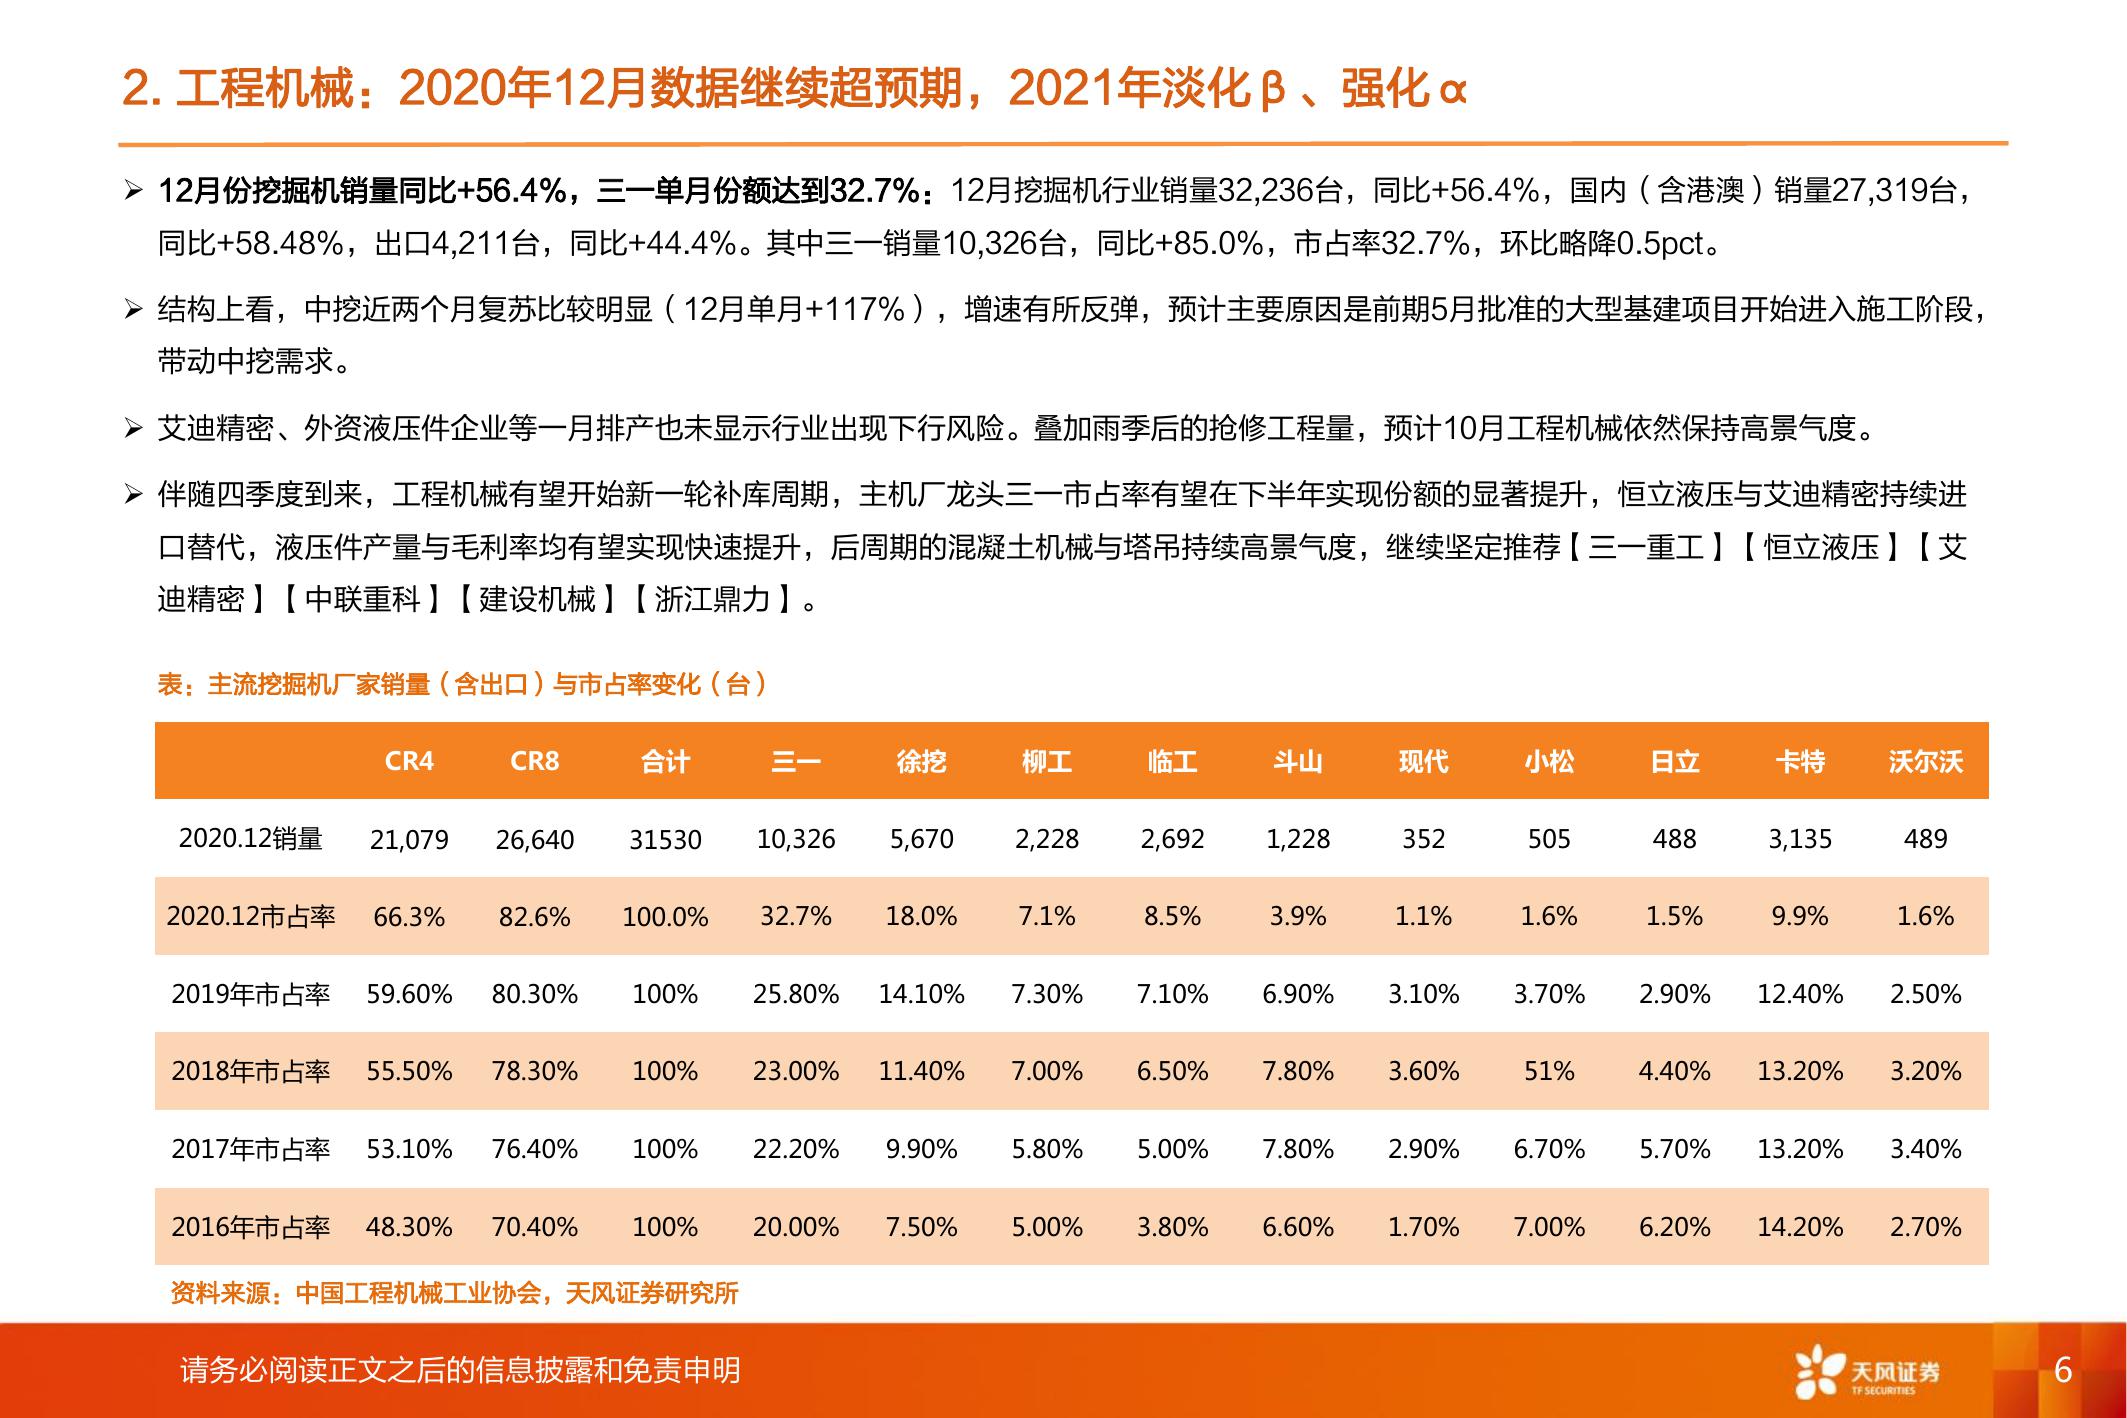 2. 工程机械：2020年12月数据继续超预期，2021年淡化β、强化α
➢ 12月份挖掘机销量同比+56.4%，三一单月份额达到32.7%：12月挖掘机行业销量32,236台，同比+56.4%，国内（含港澳）销量27,319台，
同比+58.48%，出口4,211台，同比+44.4%。其中三一销量10,326台，同比+85.0%，市占率32.7%，环比略降0.5pct。
➢ 结构上看，中挖近两个月复苏比较明显（12月单月+117%），增速有所反弹，预计主要原因是前期5月批准的大型基建项目开始进入施工阶段，
带动中挖需求。
➢ 艾迪精密、外资液压件企业等一月排产也未显示行业出现下行风险。叠加雨季后的抢修工程量，预计10月工程机械依然保持高景气度。
➢ 伴随四季度到来，工程机械有望开始新一轮补库周期，主机厂龙头三一市占率有望在下半年实现份额的显著提升，恒立液压与艾迪精密持续进
口替代，液压件产量与毛利率均有望实现快速提升，后周期的混凝土机械与塔吊持续高景气度，继续坚定推荐【三一重工】【恒立液压】【艾
迪精密】【中联重科】【建设机械】【浙江鼎力】。
表：主流挖掘机厂家销量（含出口）与市占率变化（台）
CR4 CR8 合计 三一 徐挖 柳工 临工 斗山 现代 小松 日立 卡特 沃尔沃
2020.12销量 21,079 26,640 31530 10,326 5,670 2,228 2,692 1,228 352 505 488 3,135 489
2020.12市占率 66.3% 82.6% 100.0% 32.7% 18.0% 7.1% 8.5% 3.9% 1.1% 1.6% 1.5% 9.9% 1.6%
2019年市占率 59.60% 80.30% 100% 25.80% 14.10% 7.30% 7.10% 6.90% 3.10% 3.70% 2.90% 12.40% 2.50%
2018年市占率 55.50% 78.30% 100% 23.00% 11.40% 7.00% 6.50% 7.80% 3.60% 51% 4.40% 13.20% 3.20%
2017年市占率 53.10% 76.40% 100% 22.20% 9.90% 5.80% 5.00% 7.80% 2.90% 6.70% 5.70% 13.20% 3.40%
2016年市占率 48.30% 70.40% 100% 20.00% 7.50% 5.00% 3.80% 6.60% 1.70% 7.00% 6.20% 14.20% 2.70%
资料来源：中国工程机械工业协会，天风证券研究所
请务必阅读正文之后的信息披露和免责申明
天风证券
TF SECURITIES
6